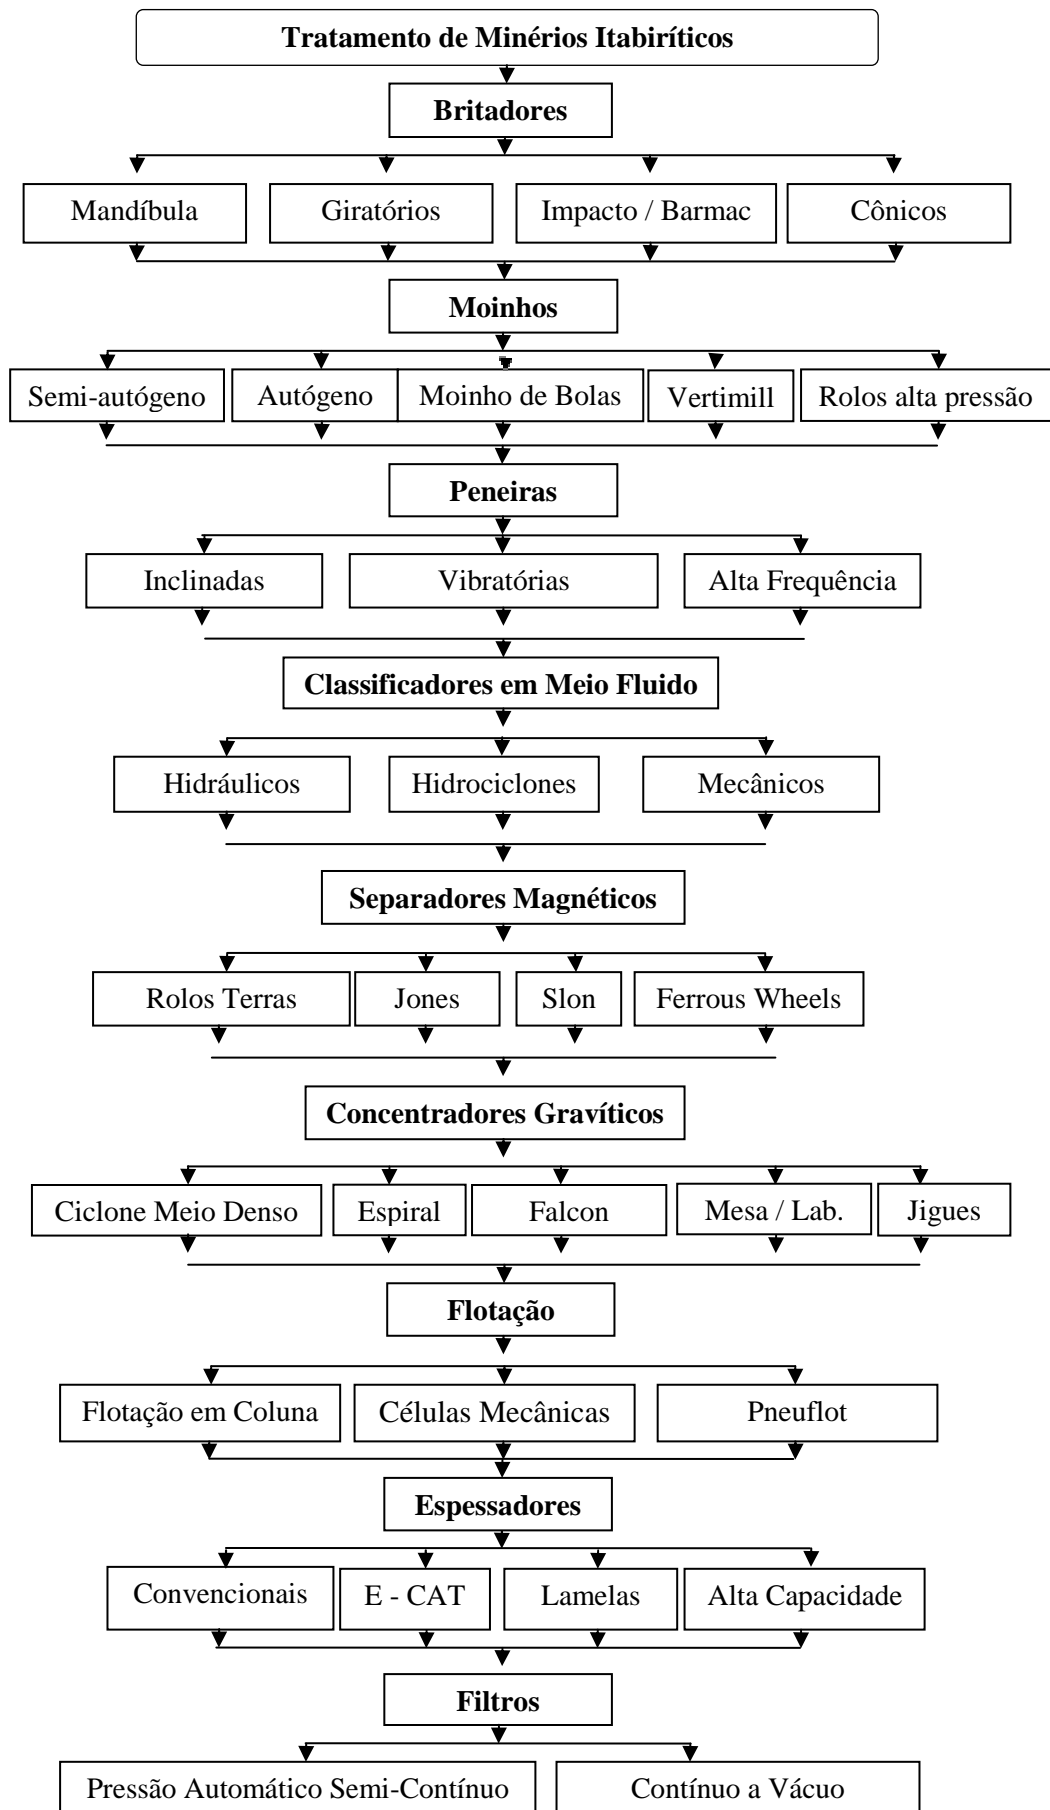 Tratamento de Minérios Itabiríticos
Britadores
Mandíbula
Giratórios
Impacto / Barmac
Cônicos
Moinhos
Semi-autógeno
Autógeno
Moinho de Bolas
Vertimill
Rolos alta pressão
Peneiras
Inclinadas
Vibratórias
Alta Frequência
Classificadores em Meio Fluido
Hidráulicos
Hidrociclones
Mecânicos
Separadores Magnéticos
Rolos Terras
Jones
Slon
Ferrous Wheels
Concentradores Gravíticos
Ciclone Meio Denso
Espiral
Falcon
Mesa / Lab.
Jigues
Flotação
Flotação em Coluna
Células Mecânicas
Pneuflot
Espessadores
Convencionais
E - CAT
Lamelas
Alta Capacidade
Filtros
Pressão Automático Semi-Contínuo
Contínuo a Vácuo